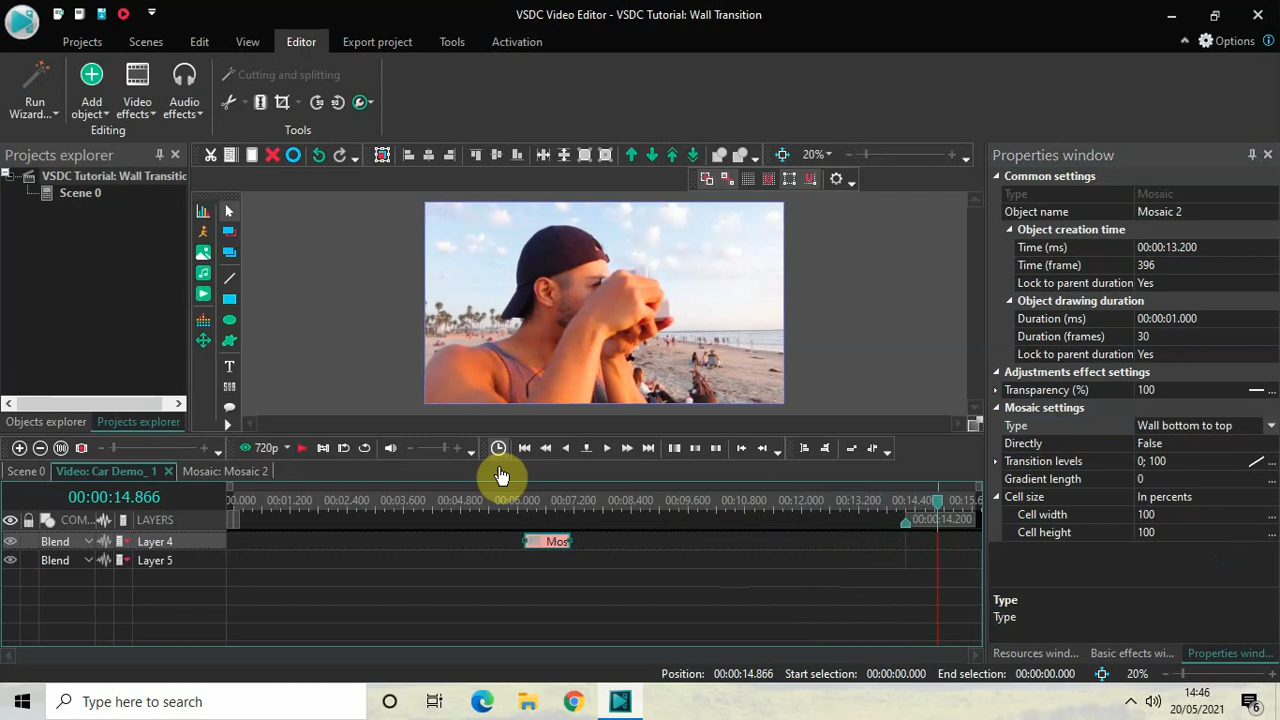 VSDC Video Editor - VSDC Tutorial: Wall Transition
Projects Scenes Edit View Editor Export project Tools Activation Options
Cutting and splitting
Run Wizard... Add object Video effects Audio effects
Editing Tools
Projects explorer
20%
Properties window
VSDC Tutorial: Wall Transitic
Scene 0
Common settings
Type Mosaic
Object name Mosaic 2
Object creation time
Time (ms) 00:00:13.200
Time (frame) 396
Lock to parent duration Yes
Object drawing duration
Duration (ms) 00:00:01.000
Duration (frames) 30
Lock to parent duration Yes
Adjustments effect settings
Transparency (%) 100
Mosaic settings
Type Wall bottom to top
Directly False
Transition levels 0; 100
Gradient length 0
Cell size In percents
Cell width 100
Cell height 100
T
Objects explorer Projects explorer
720p
Scene 0 Video: Car Demo_ 1 Mosaic: Mosaic 2
00:00:14.866
0.000 00:01.200 00:02.400 00:03.600 00:04.800 00:06.000 00:07.200 00:08.400 00:09.600 00:10.800 00:12.000 00:13.200 00:14.400 00:15.6
00:00:14.200
COM... LAYERS
Blend Layer 4 Mos
Blend Layer 5
Type
Type
Resources wind... Basic effects wi... Properties wind...
Position: 00:00:14.866 Start selection: 00:00:00.000 End selection: 00:00:00.000 20%
Type here to search
14:46
20/05/2021
6